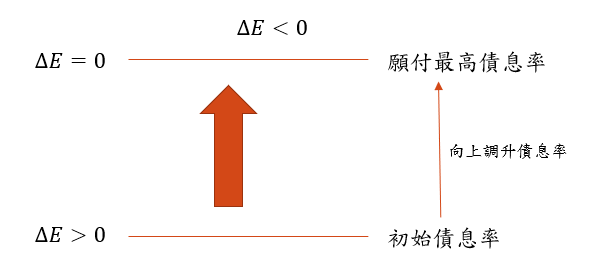 ΔE < 0
ΔE = 0
願付最高債息率
向上調升債息率
ΔE > 0
初始債息率